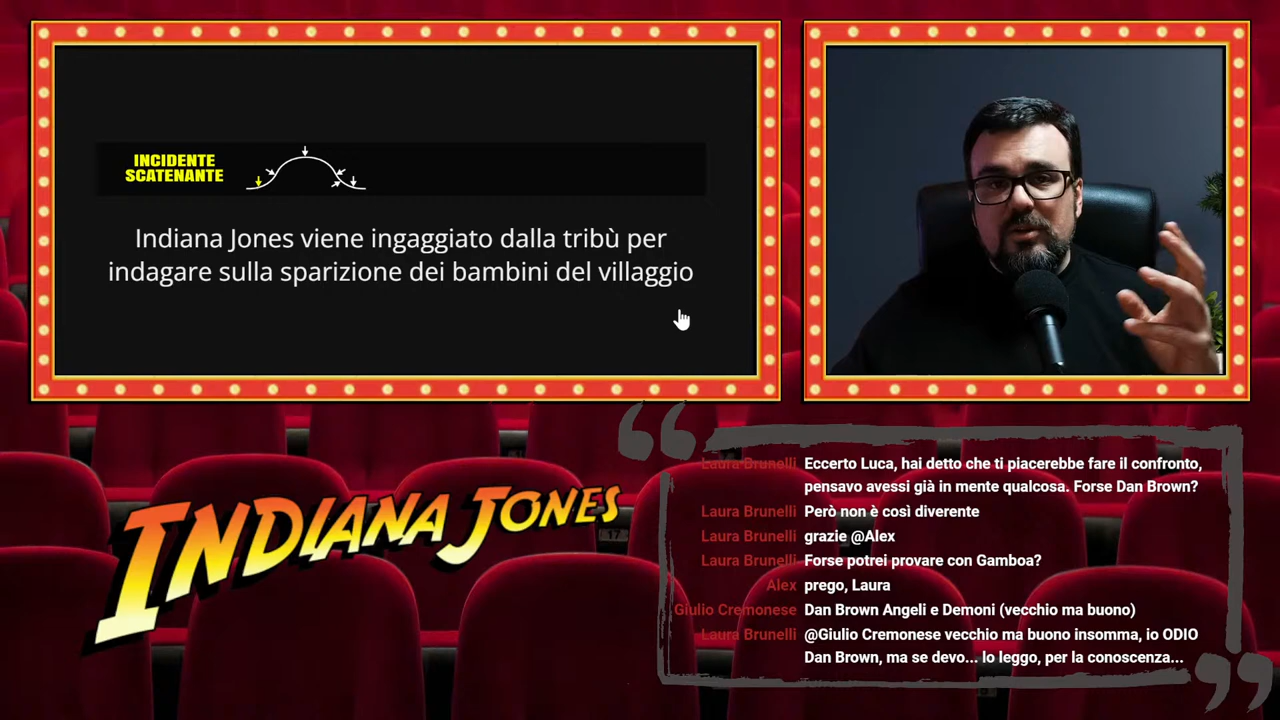 INCIDENTE
SCATENANTE
Indiana Jones viene ingaggiato dalla tribù per
indagare sulla sparizione dei bambini del villaggio
INDIANA JONES
Laura Brunelli Eccerto Luca, hai detto che ti piacerebbe fare il confronto,
pensavo avessi già in mente qualcosa. Forse Dan Brown?
Laura Brunelli Però non è così diverente
Laura Brunelli grazie @Alex
Laura Brunelli Forse potrei provare con Gamboa?
Alex prego, Laura
Giulio Cremonese Dan Brown Angeli e Demoni (vecchio ma buono)
Laura Brunelli @Giulio Cremonese vecchio ma buono insomma, io ODIO
Dan Brown, ma se devo... lo leggo, per la conoscenza...
17